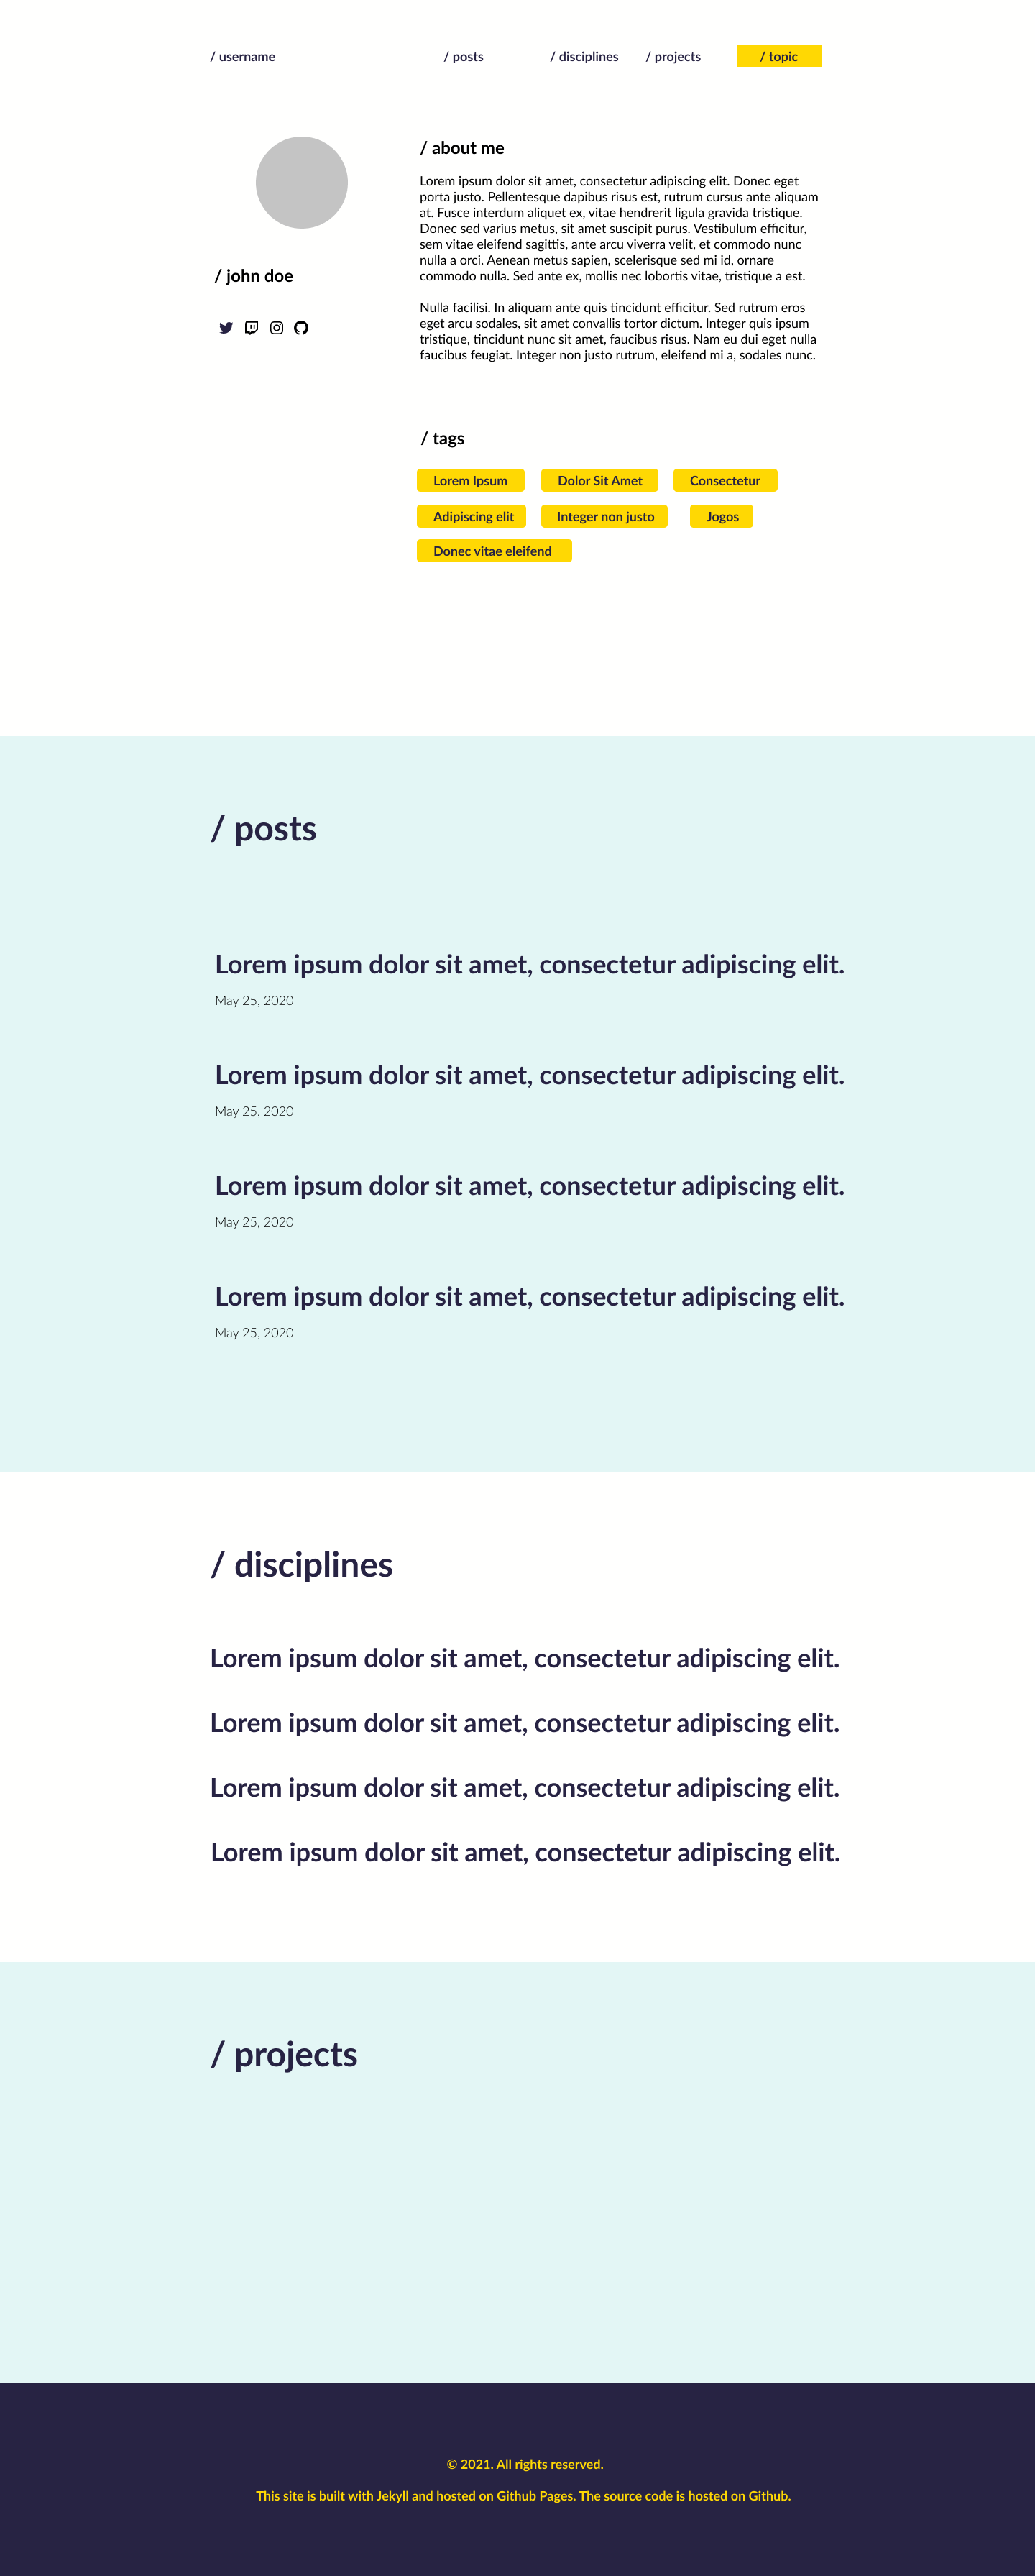 / username
/ posts
/ disciplines
/ projects
/ topic
/ about me
Lorem ipsum dolor sit amet, consectetur adipiscing elit. Donec eget
porta justo. Pellentesque dapibus risus est, rutrum cursus ante aliquam
at. Fusce interdum aliquet ex, vitae hendrerit ligula gravida tristique.
Donec sed varius metus, sit amet suscipit purus. Vestibulum efficitur,
sem vitae eleifend sagittis, ante arcu viverra velit, et commodo nunc
nulla a orci. Aenean metus sapien, scelerisque sed mi id, ornare
commodo nulla. Sed ante ex, mollis nec lobortis vitae, tristique a est.
Nulla facilisi. In aliquam ante quis tincidunt efficitur. Sed rutrum eros
eget arcu sodales, sit amet convallis tortor dictum. Integer quis ipsum
tristique, tincidunt nunc sit amet, faucibus risus. Nam eu dui eget nulla
faucibus feugiat. Integer non justo rutrum, eleifend mi a, sodales nunc.
/ john doe
/ tags
Lorem Ipsum
Dolor Sit Amet
Consectetur
Adipiscing elit
Integer non justo
Jogos
Donec vitae eleifend
/ posts
Lorem ipsum dolor sit amet, consectetur adipiscing elit.
May 25, 2020
Lorem ipsum dolor sit amet, consectetur adipiscing elit.
May 25, 2020
Lorem ipsum dolor sit amet, consectetur adipiscing elit.
May 25, 2020
Lorem ipsum dolor sit amet, consectetur adipiscing elit.
May 25, 2020
/ disciplines
Lorem ipsum dolor sit amet, consectetur adipiscing elit.
Lorem ipsum dolor sit amet, consectetur adipiscing elit.
Lorem ipsum dolor sit amet, consectetur adipiscing elit.
Lorem ipsum dolor sit amet, consectetur adipiscing elit.
/ projects
© 2021. All rights reserved.
This site is built with Jekyll and hosted on Github Pages. The source code is hosted on Github.